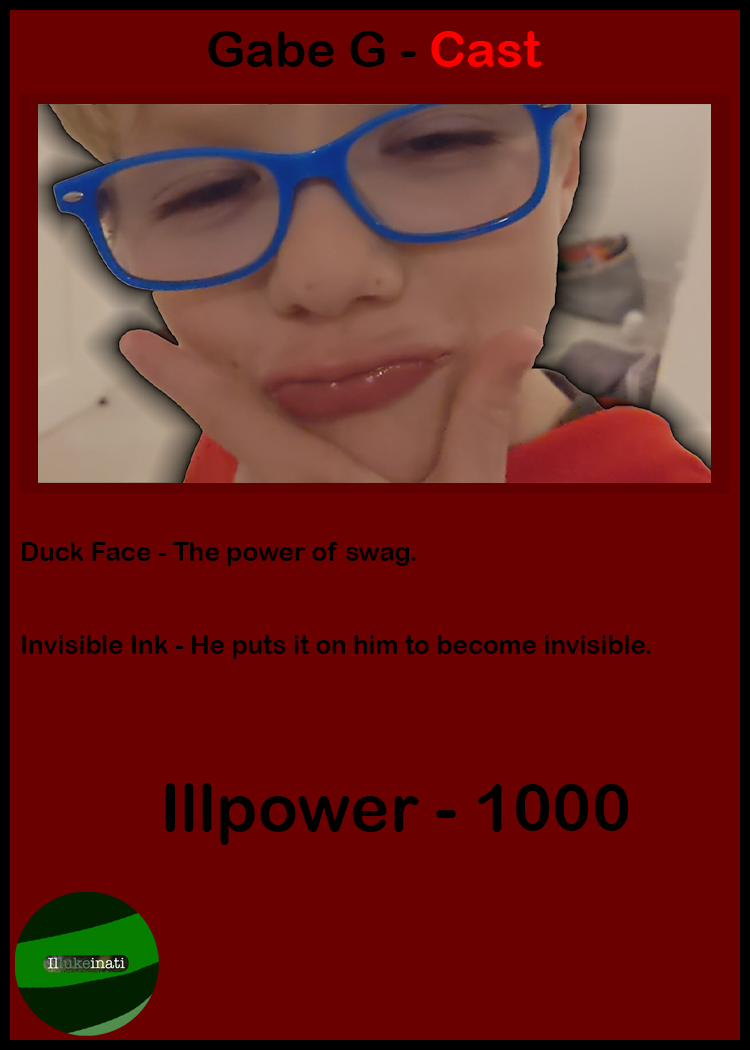 Gabe G - Cast
Duck Face - The power of swag.
Invisible Ink - He puts it on him to become invisible.
Illpower - 1000
Illukeinati